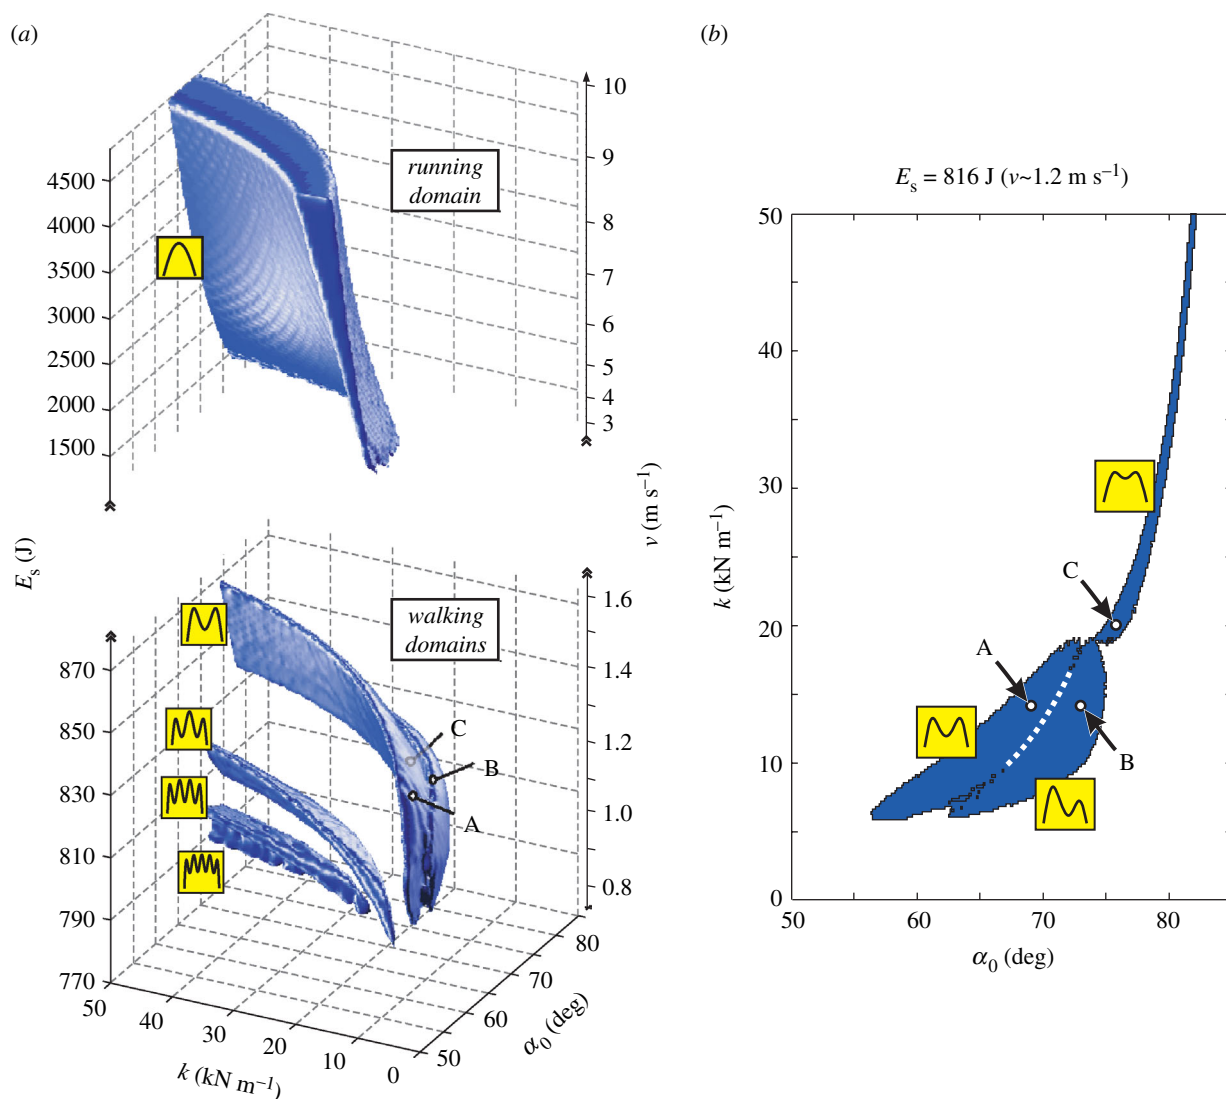 (a)
running
domain
4500
4000
3500
3000
2500
2000
1500
10
9
8
7
6
5
4
3
E_s (J)
v (m s⁻¹)
walking
domains
870
850
830
810
790
770
1.6
1.4
1.2
1.0
0.8
C
B
A
50
40
30
20
10
0
k (kN m⁻¹)
50
60
70
80
α₀ (deg)
(b)
E_s = 816 J (v~1.2 m s⁻¹)
50
40
30
20
10
0
k (kN m⁻¹)
C
A
B
50
60
70
80
α₀ (deg)